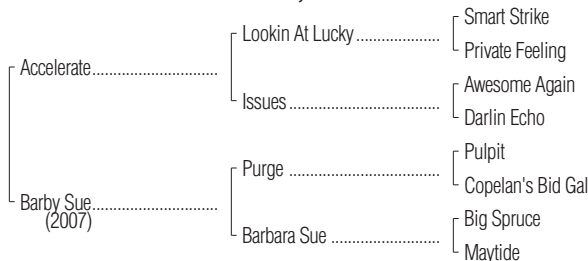 Smart Strike
Lookin At Lucky
Private Feeling
Accelerate
Awesome Again
Issues
Darlin Echo
Pulpit
Purge
Copelan's Bid Gal
Barby Sue
(2007)
Big Spruce
Barbara Sue
Maytide